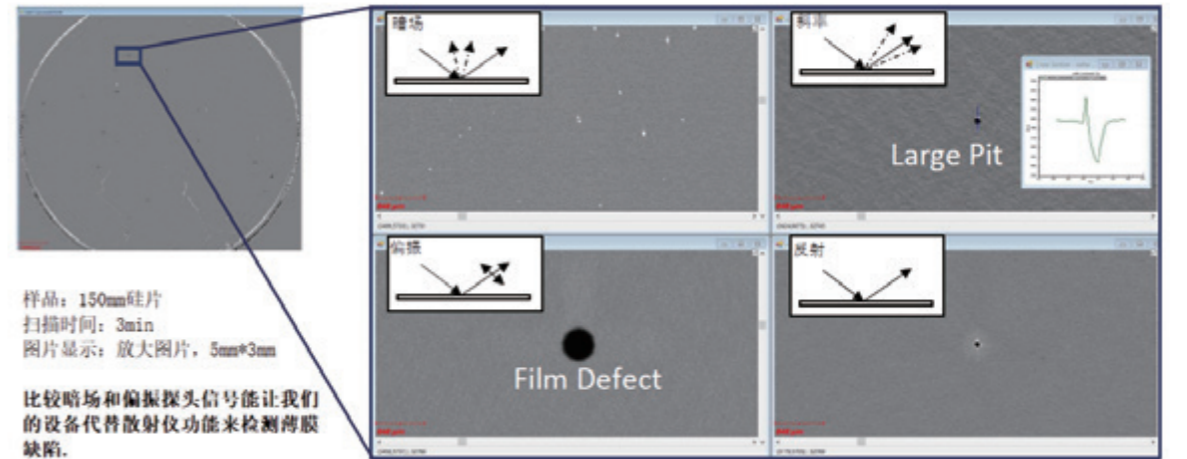 暗场
斜率
Large Pit
偏振
反射
Film Defect
样品：150mm硅片
扫描时间：3min
图片显示：放大图片，5mm*3mm
比较暗场和偏振探头信号能让我们
的设备代替散射仪功能来检测薄膜
缺陷.